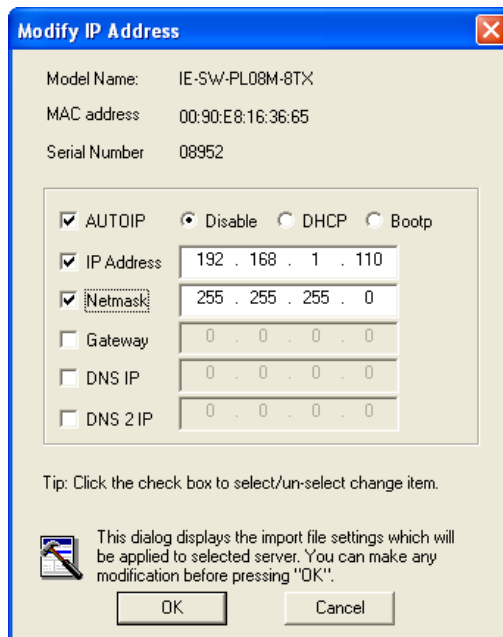 Modify IP Address
Model Name: IE-SW-PL08M-8TX
MAC address 00:90:E8:16:36:65
Serial Number 08952
AUTOIP Disable DHCP Bootp
IP Address 192 . 168 . 1 . 110
Netmask 255 . 255 . 255 . 0
Gateway 0 . 0 . 0 . 0
DNS IP 0 . 0 . 0 . 0
DNS 2 IP 0 . 0 . 0 . 0
Tip: Click the check box to select/un-select change item.
This dialog displays the import file settings which will
be applied to selected server. You can make any
modification before pressing "OK".
OK Cancel